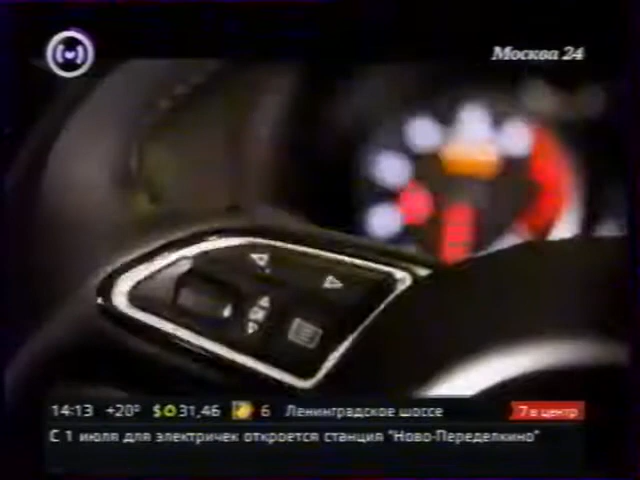 Москва 24
14:13 +20° $ 31,46 6 Ленинградское шоссе 7 в центр
С 1 июля для электричек откроется станция "Ново-Переделкино"